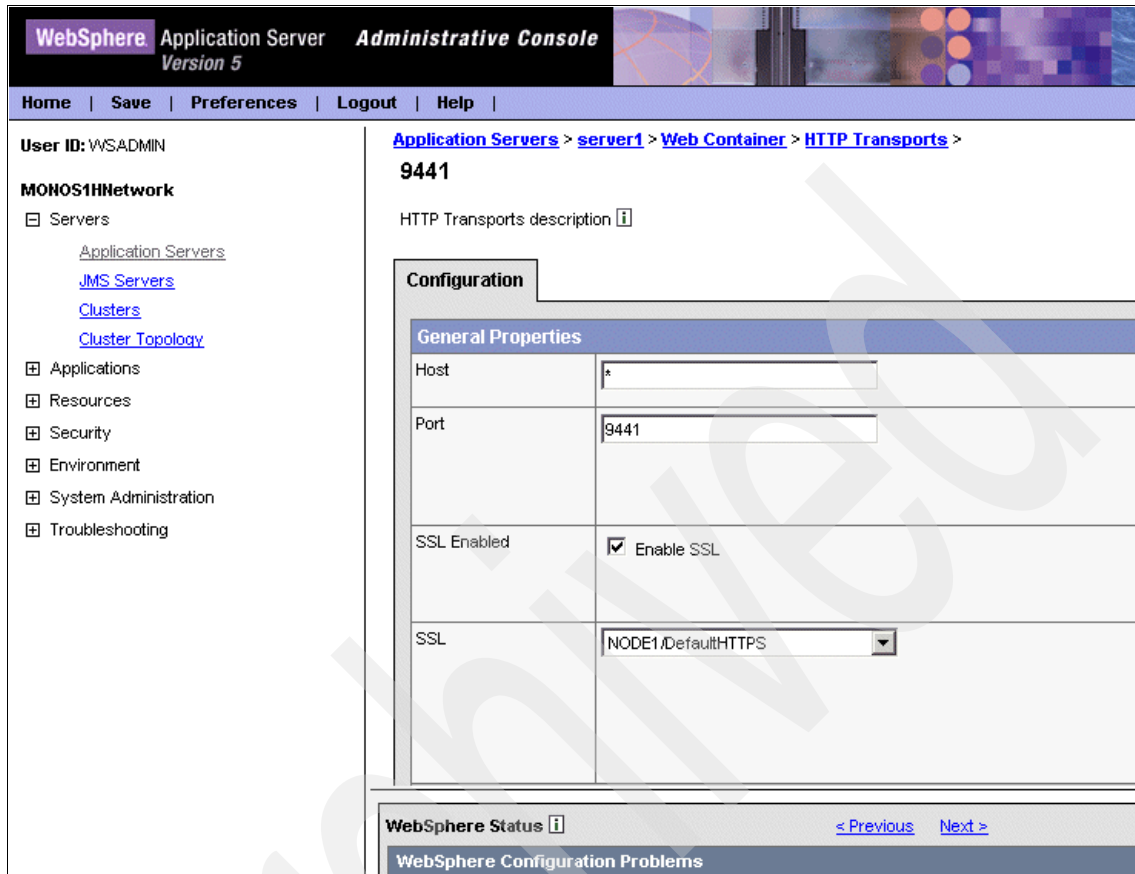 WebSphere. Application Server Administrative Console
Version 5
Home | Save | Preferences | Logout | Help |
User ID: WSADMIN
MONOS1HNetwork
Servers
Application Servers
JMS Servers
Clusters
Cluster Topology
Applications
Resources
Security
Environment
System Administration
Troubleshooting
Application Servers > server1 > Web Container > HTTP Transports >
9441
HTTP Transports description i
Configuration
General Properties
Host *
Port 9441
SSL Enabled Enable SSL
SSL NODE1/DefaultHTTPS
WebSphere Status i < Previous Next >
WebSphere Configuration Problems